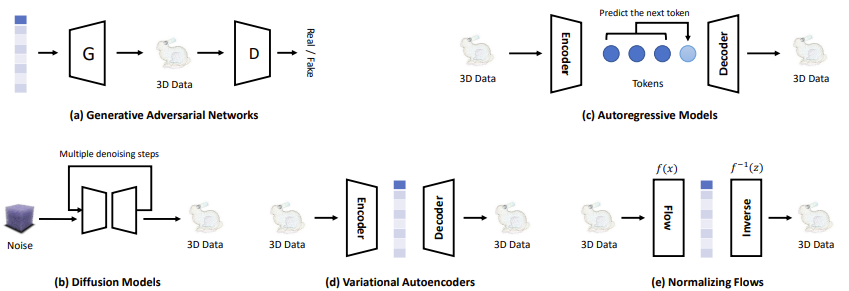 G
3D Data
D
Real / Fake
(a) Generative Adversarial Networks
Predict the next token
3D Data
Encoder
Tokens
Decoder
3D Data
(c) Autoregressive Models
Multiple denoising steps
Noise
3D Data
(b) Diffusion Models
3D Data
Encoder
Decoder
3D Data
(d) Variational Autoencoders
f(x)
f⁻¹(z)
3D Data
Flow
Inverse
3D Data
(e) Normalizing Flows